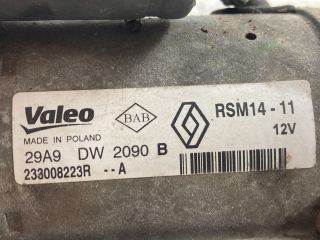 Valeo
BAB
RSM14 - 11
MADE IN POLAND
12V
29A9 DW 2090 B
233008223R --A